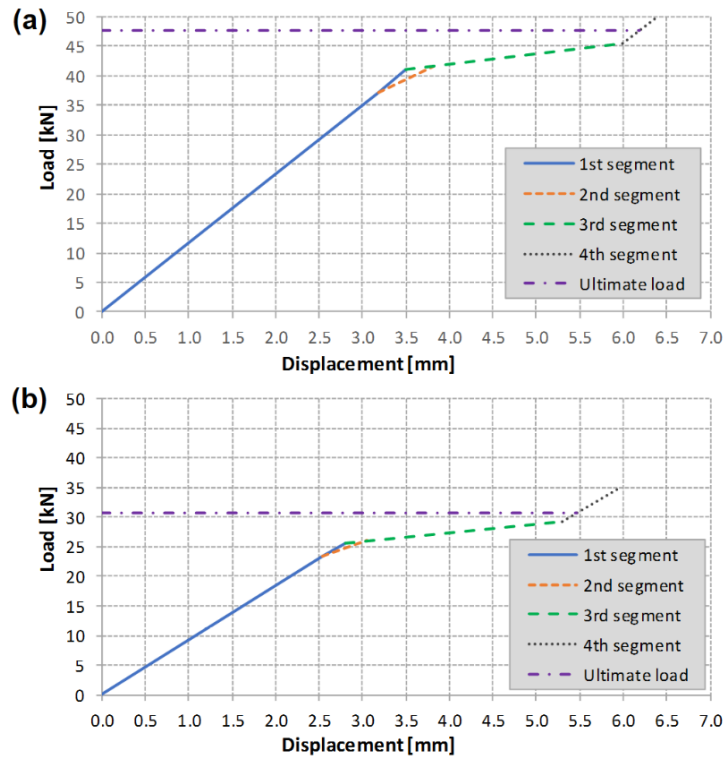 (a)
Load [kN]
50
45
40
35
30
25
20
15
10
5
0
1st segment
2nd segment
3rd segment
4th segment
Ultimate load
0.0 0.5 1.0 1.5 2.0 2.5 3.0 3.5 4.0 4.5 5.0 5.5 6.0 6.5 7.0
Displacement [mm]
(b)
Load [kN]
50
45
40
35
30
25
20
15
10
5
0
1st segment
2nd segment
3rd segment
4th segment
Ultimate load
0.0 0.5 1.0 1.5 2.0 2.5 3.0 3.5 4.0 4.5 5.0 5.5 6.0 6.5 7.0
Displacement [mm]